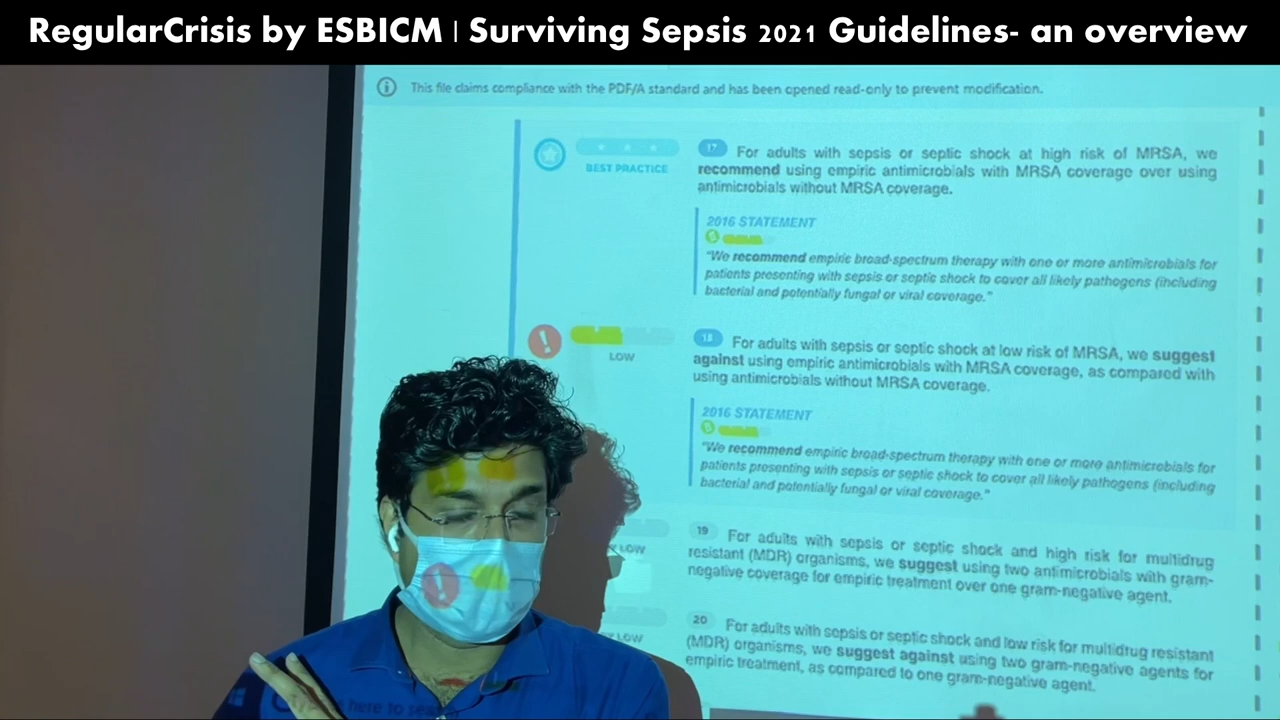 RegularCrisis by ESBICM | Surviving Sepsis 2021 Guidelines- an overview
This file claims compliance with the PDF/A standard and has been opened read-only to prevent modification.
BEST PRACTICE
17 For adults with sepsis or septic shock at high risk of MRSA, we
recommend using empiric antimicrobials with MRSA coverage over using
antimicrobials without MRSA coverage.
2016 STATEMENT
"We recommend empiric broad-spectrum therapy with one or more antimicrobials for
patients presenting with sepsis or septic shock to cover all likely pathogens (including
bacterial and potentially fungal or viral coverage."
LOW
18 For adults with sepsis or septic shock at low risk of MRSA, we suggest
against using empiric antimicrobials with MRSA coverage, as compared with
using antimicrobials without MRSA coverage.
2016 STATEMENT
"We recommend empiric broad-spectrum therapy with one or more antimicrobials for
patients presenting with sepsis or septic shock to cover all likely pathogens (including
bacterial and potentially fungal or viral coverage."
LOW
19 For adults with sepsis or septic shock and high risk for multidrug
resistant (MDR) organisms, we suggest using two antimicrobials with gram-
negative coverage for empiric treatment over one gram-negative agent.
LOW
20 For adults with sepsis or septic shock and low risk for multidrug resistant
(MDR) organisms, we suggest against using two gram-negative agents for
empiric treatment, as compared to one gram-negative agent.
here to